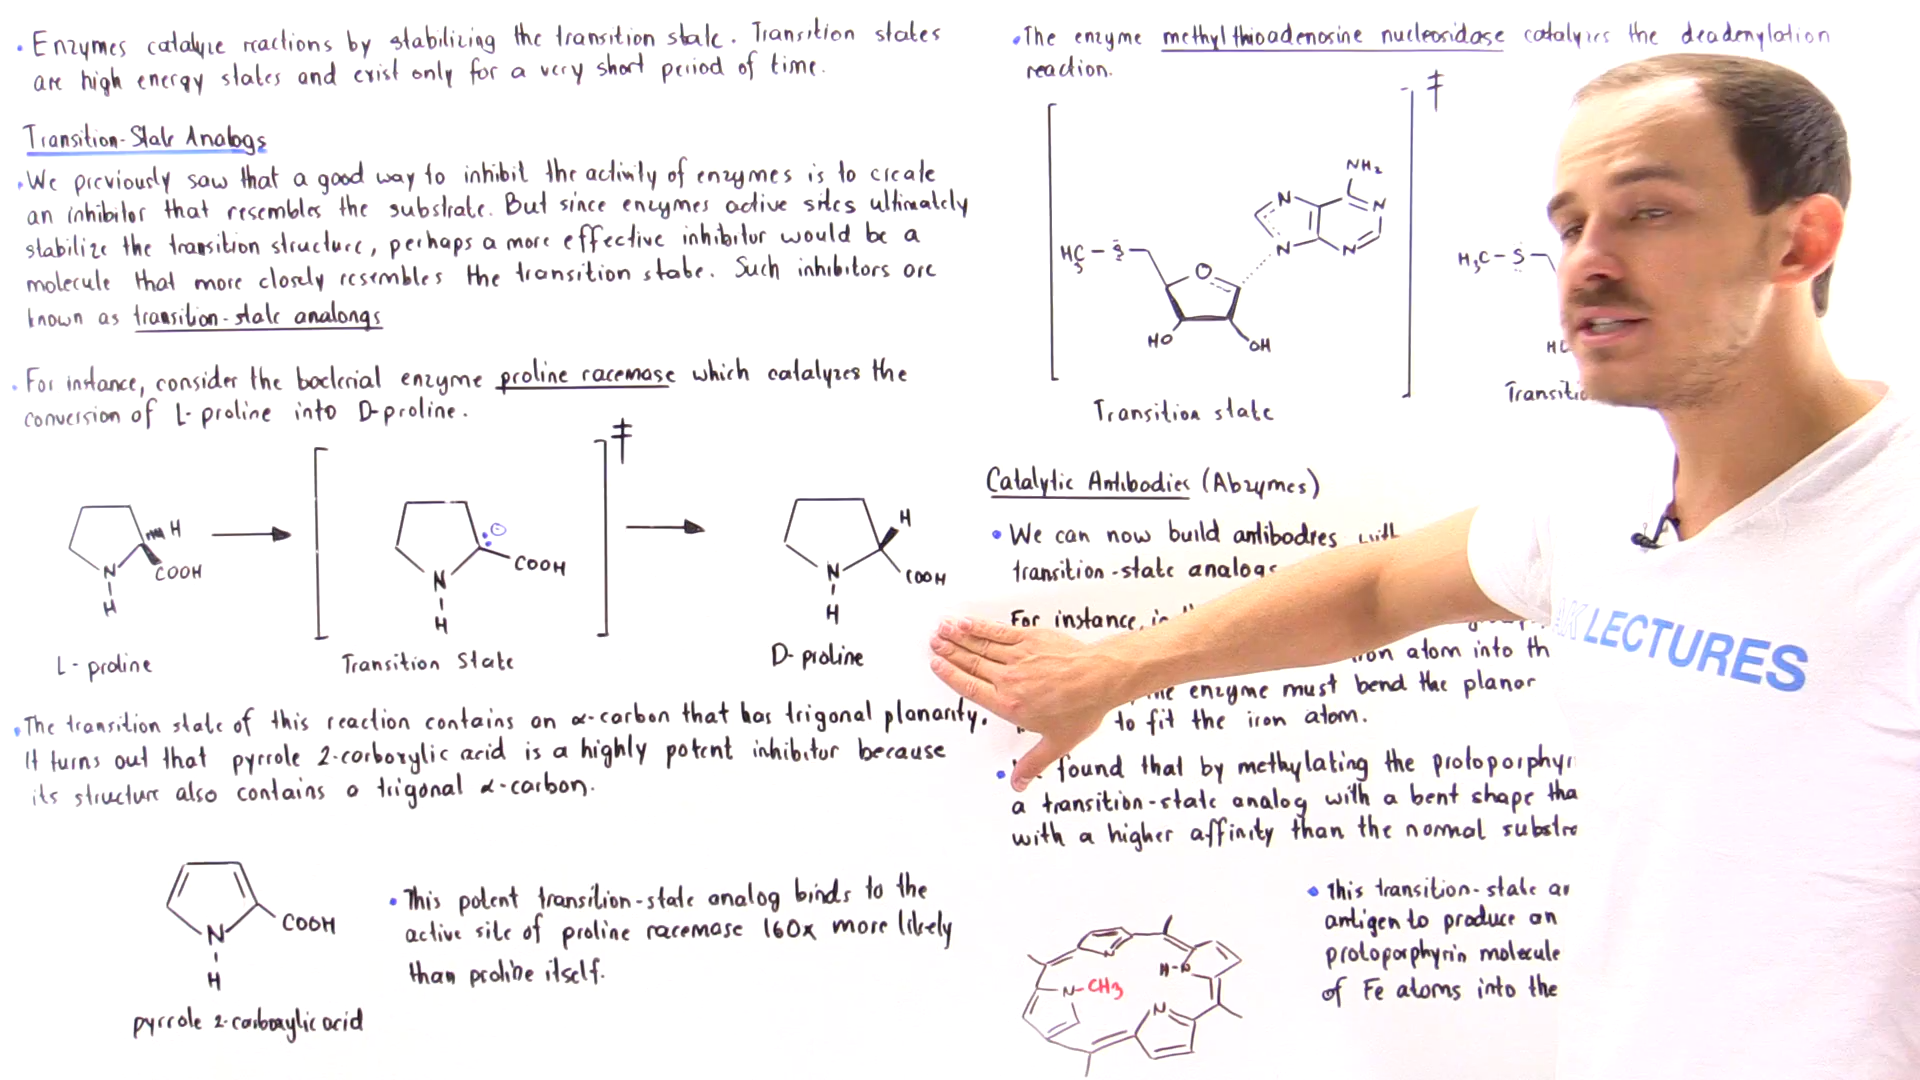 • Enzymes catalyze reactions by stabilizing the transition state. Transition states
are high energy states and exist only for a very short period of time.
Transition-State Analogs
• We previously saw that a good way to inhibit the activity of enzymes is to create
an inhibitor that resembles the substrate. But since enzymes active sites ultimately
stabilize the transition structure, perhaps a more effective inhibitor would be a
molecule that more closely resembles the transition state. Such inhibitors are
known as transition-state analongs
• For instance, consider the bacterial enzyme proline racemase which catalyzes the
conversion of L-proline into D-proline.
‡
H
COOH
N
H
L-proline
⊖
COOH
N
H
Transition State
H
COOH
N
H
D-proline
• The transition state of this reaction contains an α-carbon that has trigonal planarity.
It turns out that pyrrole 2-carboxylic acid is a highly potent inhibitor because
its structure also contains a trigonal α-carbon.
COOH
N
H
pyrrole 2-carboxylic acid
• This potent transition-state analog binds to the
active site of proline racemase 160x more likely
than proline itself.
• The enzyme methylthioadenosine nucleosidase catalyzes the deadenylation
reaction.
‡
NH2
N
N
N
N
H3C-S
O
HO
OH
Transition state
H3C-S
Catalytic Antibodies (Abzymes)
• We can now build antibodies with
transition-state analogs
For instance, in
iron atom into th
enzyme must bend the planar
to fit the iron atom.
• found that by methylating the protoporphyr
a transition-state analog with a bent shape tha
with a higher affinity than the normal substra
N
H-N
N-CH3
N
• This transition-state an
antigen to produce an
protoporphyrin molecule
of Fe atoms into the
LECTURES